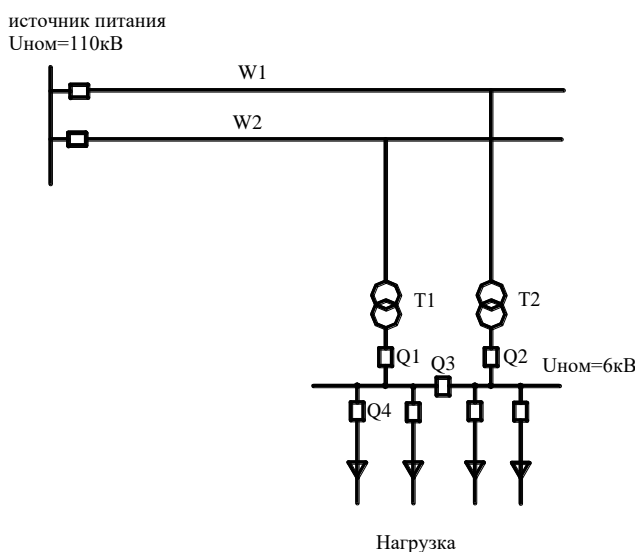 источник питания
Uном=110кВ
W1
W2
T1
T2
Q1
Q2
Q3
Uном=6кВ
Q4
Нагрузка